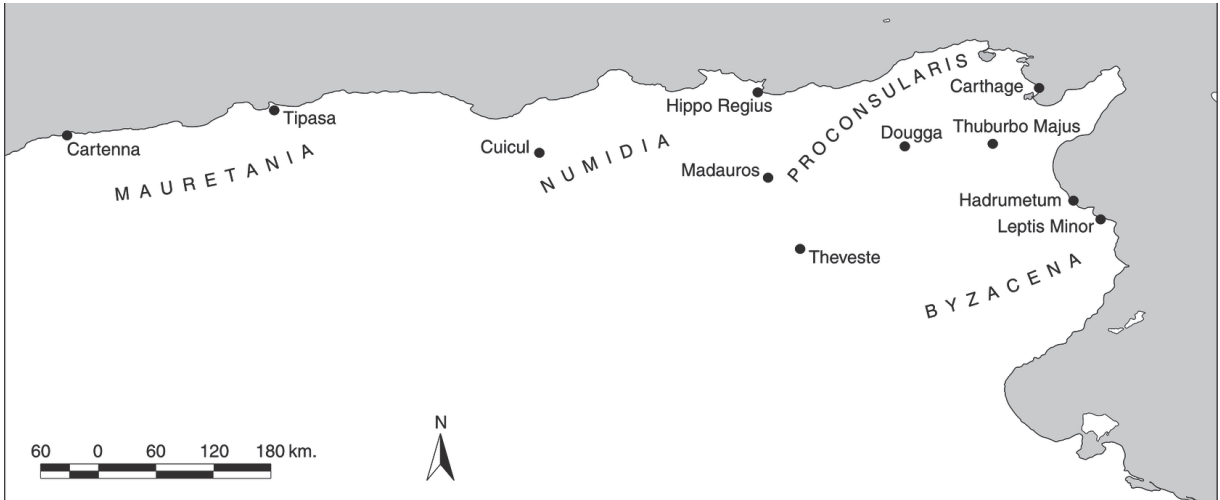 PROCONSULARIS
Carthage
Hippo Regius
Tipasa
Thuburbo Majus
Dougga
Cartenna
Cuicul
NUMIDIA
MAURETANIA
Madauros
Hadrumetum
Leptis Minor
Theveste
BYZACENA
N
60 0 60 120 180 km.